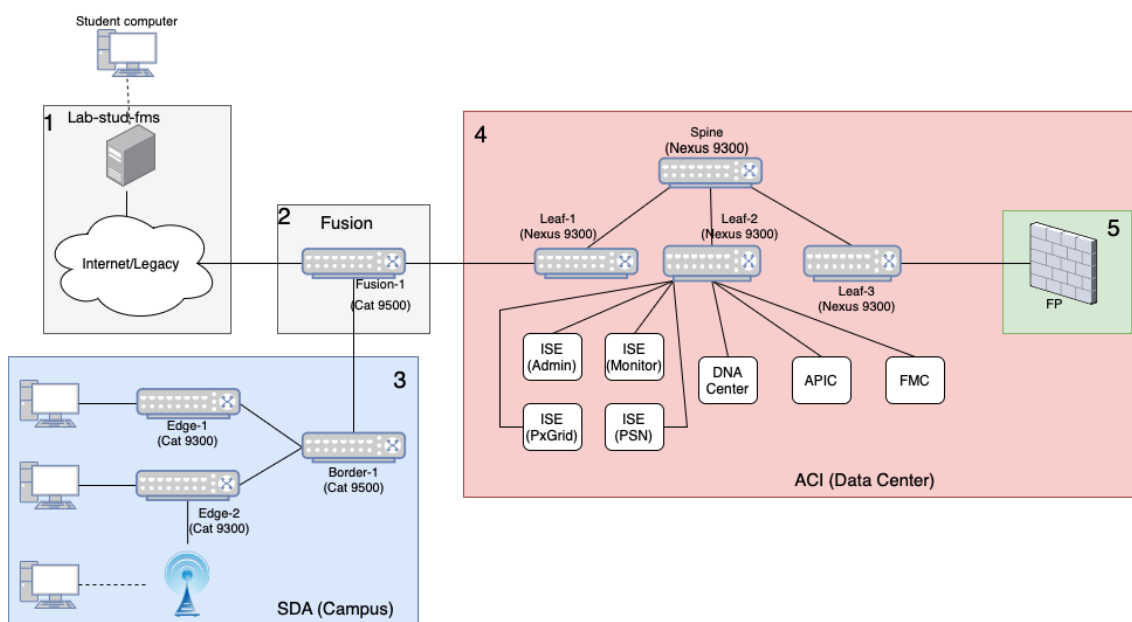 Student computer
1
Lab-stud-fms
Internet/Legacy
2
Fusion
Fusion-1
(Cat 9500)
3
Edge-1
(Cat 9300)
Border-1
(Cat 9500)
Edge-2
(Cat 9300)
SDA (Campus)
4
Spine
(Nexus 9300)
Leaf-1
(Nexus 9300)
Leaf-2
(Nexus 9300)
Leaf-3
(Nexus 9300)
ISE
(Admin)
ISE
(Monitor)
DNA
Center
APIC
FMC
ISE
(PxGrid)
ISE
(PSN)
ACI (Data Center)
5
FP